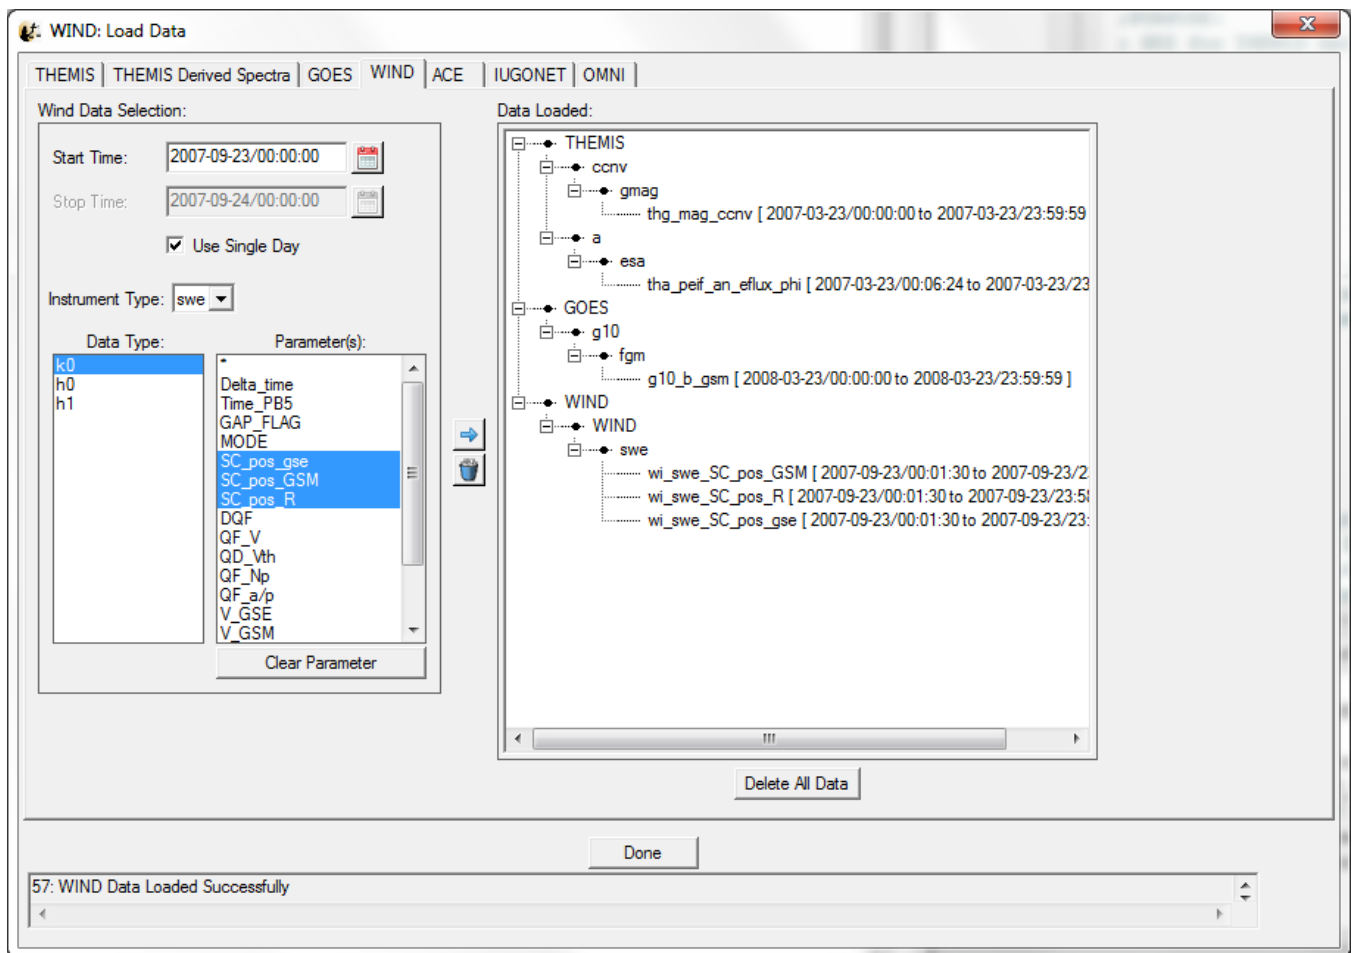 WIND: Load Data
THEMIS THEMIS Derived Spectra GOES WIND ACE IUGONET OMNI
Wind Data Selection:
Start Time: 2007-09-23/00:00:00
Stop Time: 2007-09-24/00:00:00
Use Single Day
Instrument Type: swe
Data Type:
k0
h0
h1
Parameter(s):
*
Delta_time
Time_PB5
GAP_FLAG
MODE
SC_pos_gse
SC_pos_GSM
SC_pos_R
DQF
QF_V
QD_Vth
QF_Np
QF_a/p
V_GSE
V_GSM
Clear Parameter
Data Loaded:
THEMIS
ccnv
gmag
thg_mag_ccnv [ 2007-03-23/00:00:00 to 2007-03-23/23:59:59
a
esa
tha_peif_an_eflux_phi [ 2007-03-23/00:06:24 to 2007-03-23/23
GOES
g10
fgm
g10_b_gsm [ 2008-03-23/00:00:00 to 2008-03-23/23:59:59 ]
WIND
WIND
swe
wi_swe_SC_pos_GSM [ 2007-09-23/00:01:30 to 2007-09-23/2
wi_swe_SC_pos_R [ 2007-09-23/00:01:30 to 2007-09-23/23:5
wi_swe_SC_pos_gse [ 2007-09-23/00:01:30 to 2007-09-23/23:
Delete All Data
Done
57: WIND Data Loaded Successfully